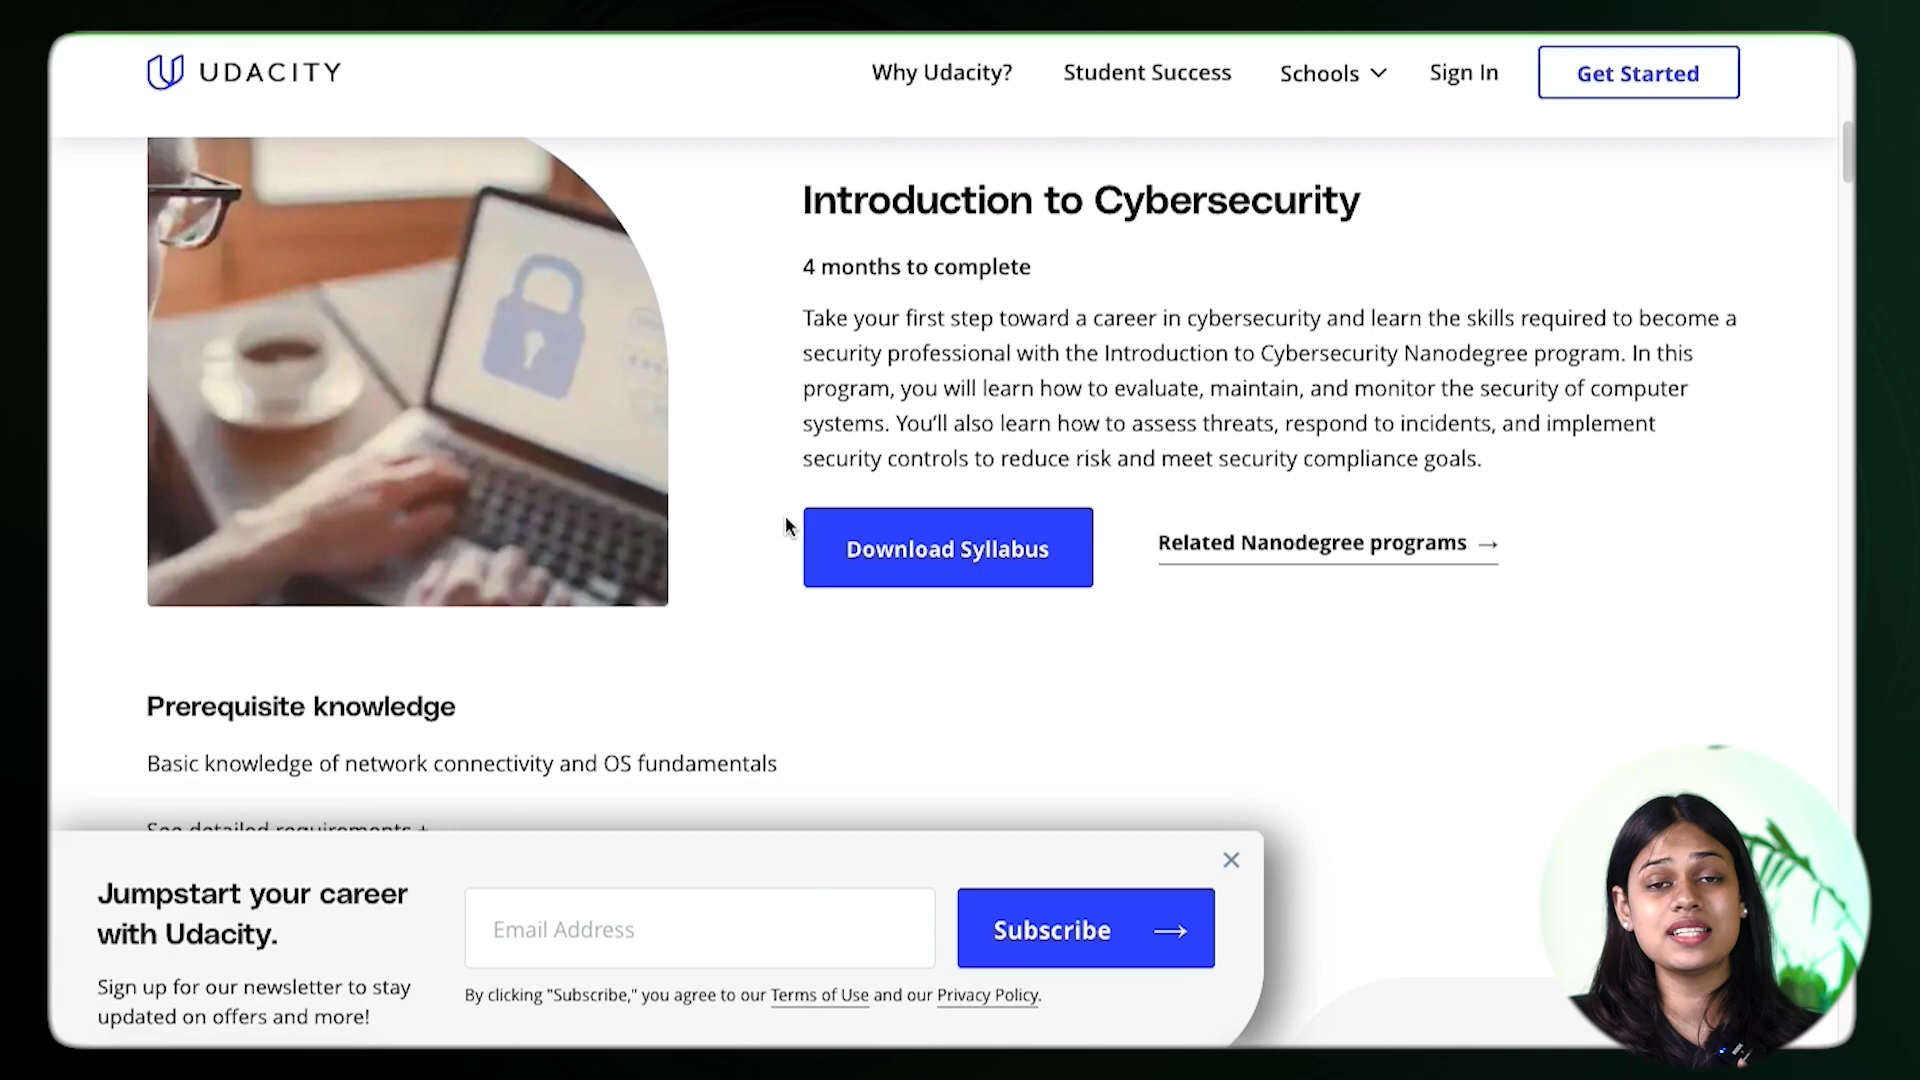 UDACITY
Why Udacity?
Student Success
Schools
Sign In
Get Started
Introduction to Cybersecurity
4 months to complete
Take your first step toward a career in cybersecurity and learn the skills required to become a
security professional with the Introduction to Cybersecurity Nanodegree program. In this
program, you will learn how to evaluate, maintain, and monitor the security of computer
systems. You'll also learn how to assess threats, respond to incidents, and implement
security controls to reduce risk and meet security compliance goals.
Download Syllabus
Related Nanodegree programs →
Prerequisite knowledge
Basic knowledge of network connectivity and OS fundamentals
See detailed requirements +
Jumpstart your career
with Udacity.
Sign up for our newsletter to stay
updated on offers and more!
Email Address
Subscribe →
By clicking "Subscribe," you agree to our Terms of Use and our Privacy Policy.